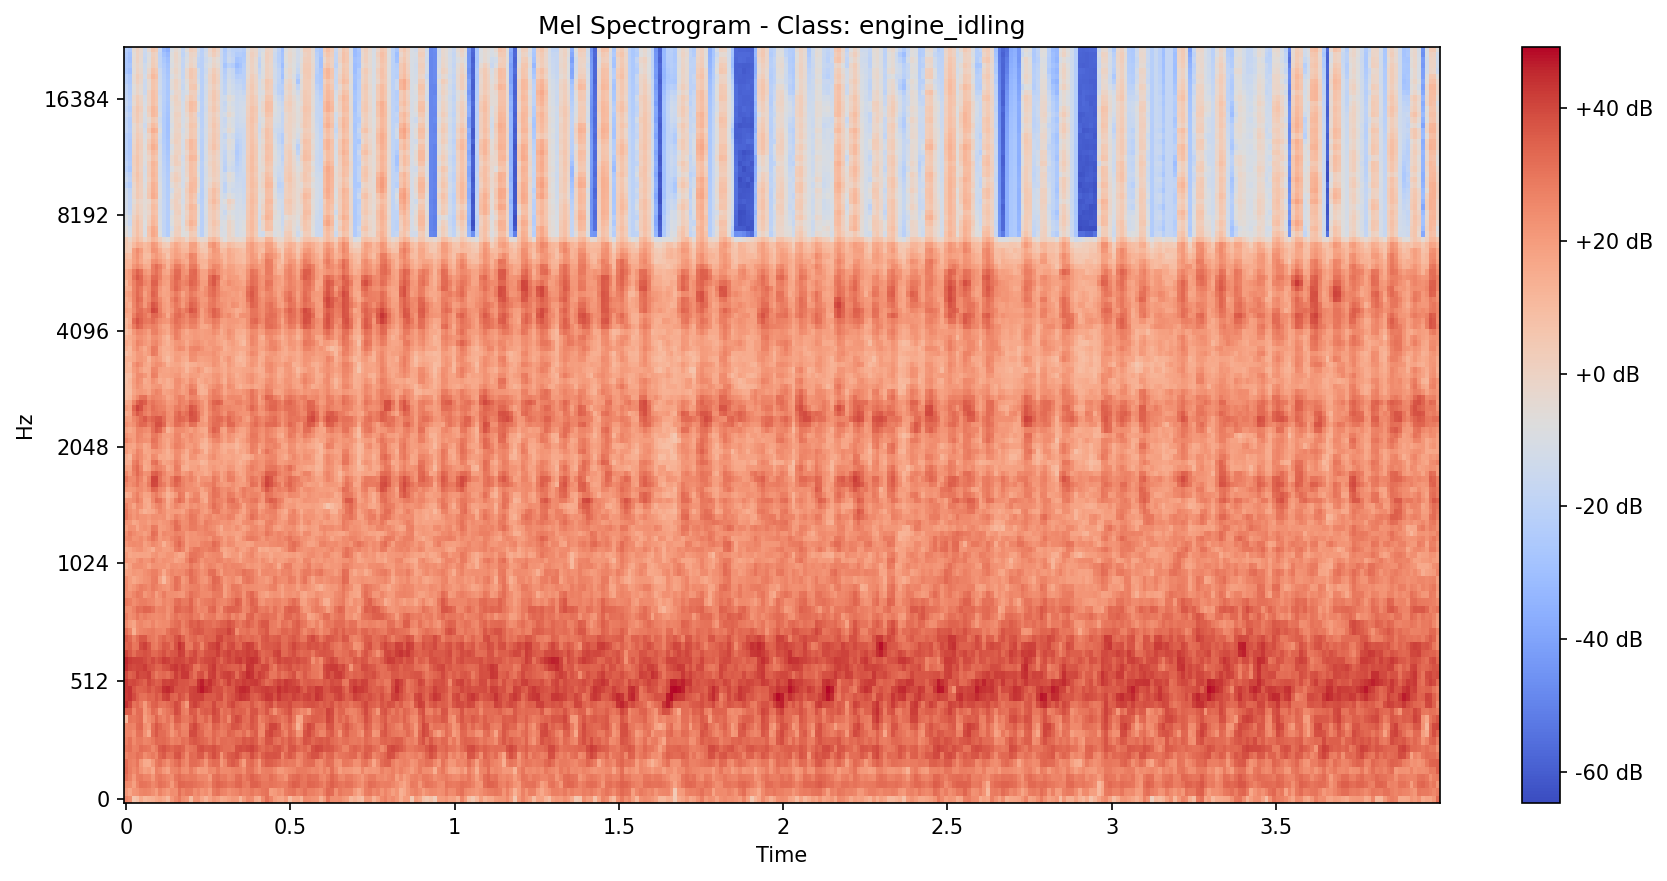 Mel Spectrogram - Class: engine_idling
Hz
16384
8192
4096
2048
1024
512
0
0
0.5
1
1.5
2
2.5
3
3.5
Time
+40 dB
+20 dB
+0 dB
-20 dB
-40 dB
-60 dB